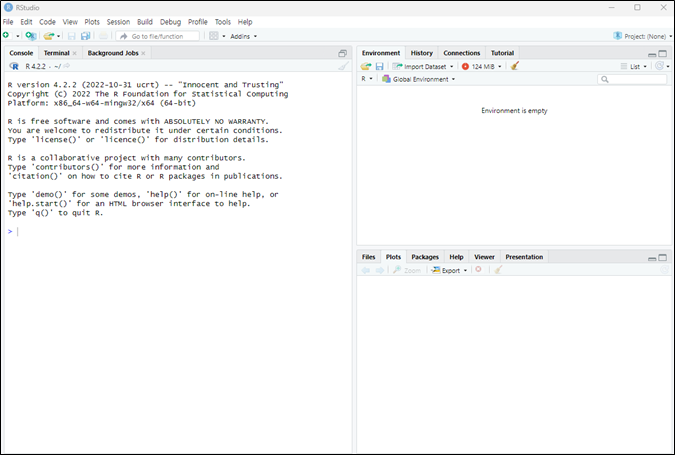 RStudio
File Edit Code View Plots Session Build Debug Profile Tools Help
Go to file/function Addins Project: (None)
Console Terminal Background Jobs
R 4.2.2 · ~/
R version 4.2.2 (2022-10-31 ucrt) -- "Innocent and Trusting"
Copyright (C) 2022 The R Foundation for Statistical Computing
Platform: x86_64-w64-mingw32/x64 (64-bit)
R is free software and comes with ABSOLUTELY NO WARRANTY.
You are welcome to redistribute it under certain conditions.
Type 'license()' or 'licence()' for distribution details.
R is a collaborative project with many contributors.
Type 'contributors()' for more information and
'citation()' on how to cite R or R packages in publications.
Type 'demo()' for some demos, 'help()' for on-line help, or
'help.start()' for an HTML browser interface to help.
Type 'q()' to quit R.
>
Environment History Connections Tutorial
Import Dataset 124 MiB List
R Global Environment
Environment is empty
Files Plots Packages Help Viewer Presentation
Zoom Export